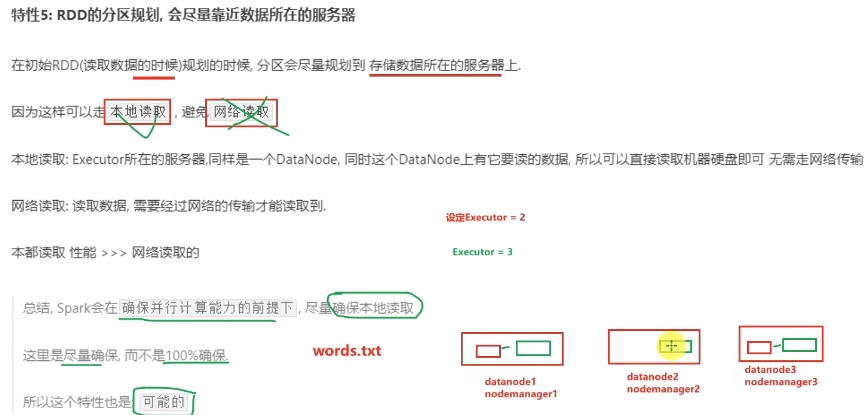 特性5: RDD的分区规划, 会尽量靠近数据所在的服务器
在初始RDD(读取数据的时候)规划的时候, 分区会尽量规划到 存储数据所在的服务器上.
因为这样可以走 本地读取 , 避免 网络读取
本地读取: Executor所在的服务器,同样是一个DataNode, 同时这个DataNode上有它要读的数据, 所以可以直接读取机器硬盘即可 无需走网络传输
网络读取: 读取数据, 需要经过网络的传输才能读取到.
设定Executor = 2
本都读取 性能 >>> 网络读取的
Executor = 3
总结, Spark会在 确保并行计算能力的前提下 , 尽量确保本地读取
这里是尽量确保, 而不是100%确保.
words.txt
所以这个特性也是: 可能的
datanode1
nodemanager1
datanode2
nodemanager2
datanode3
nodemanager3